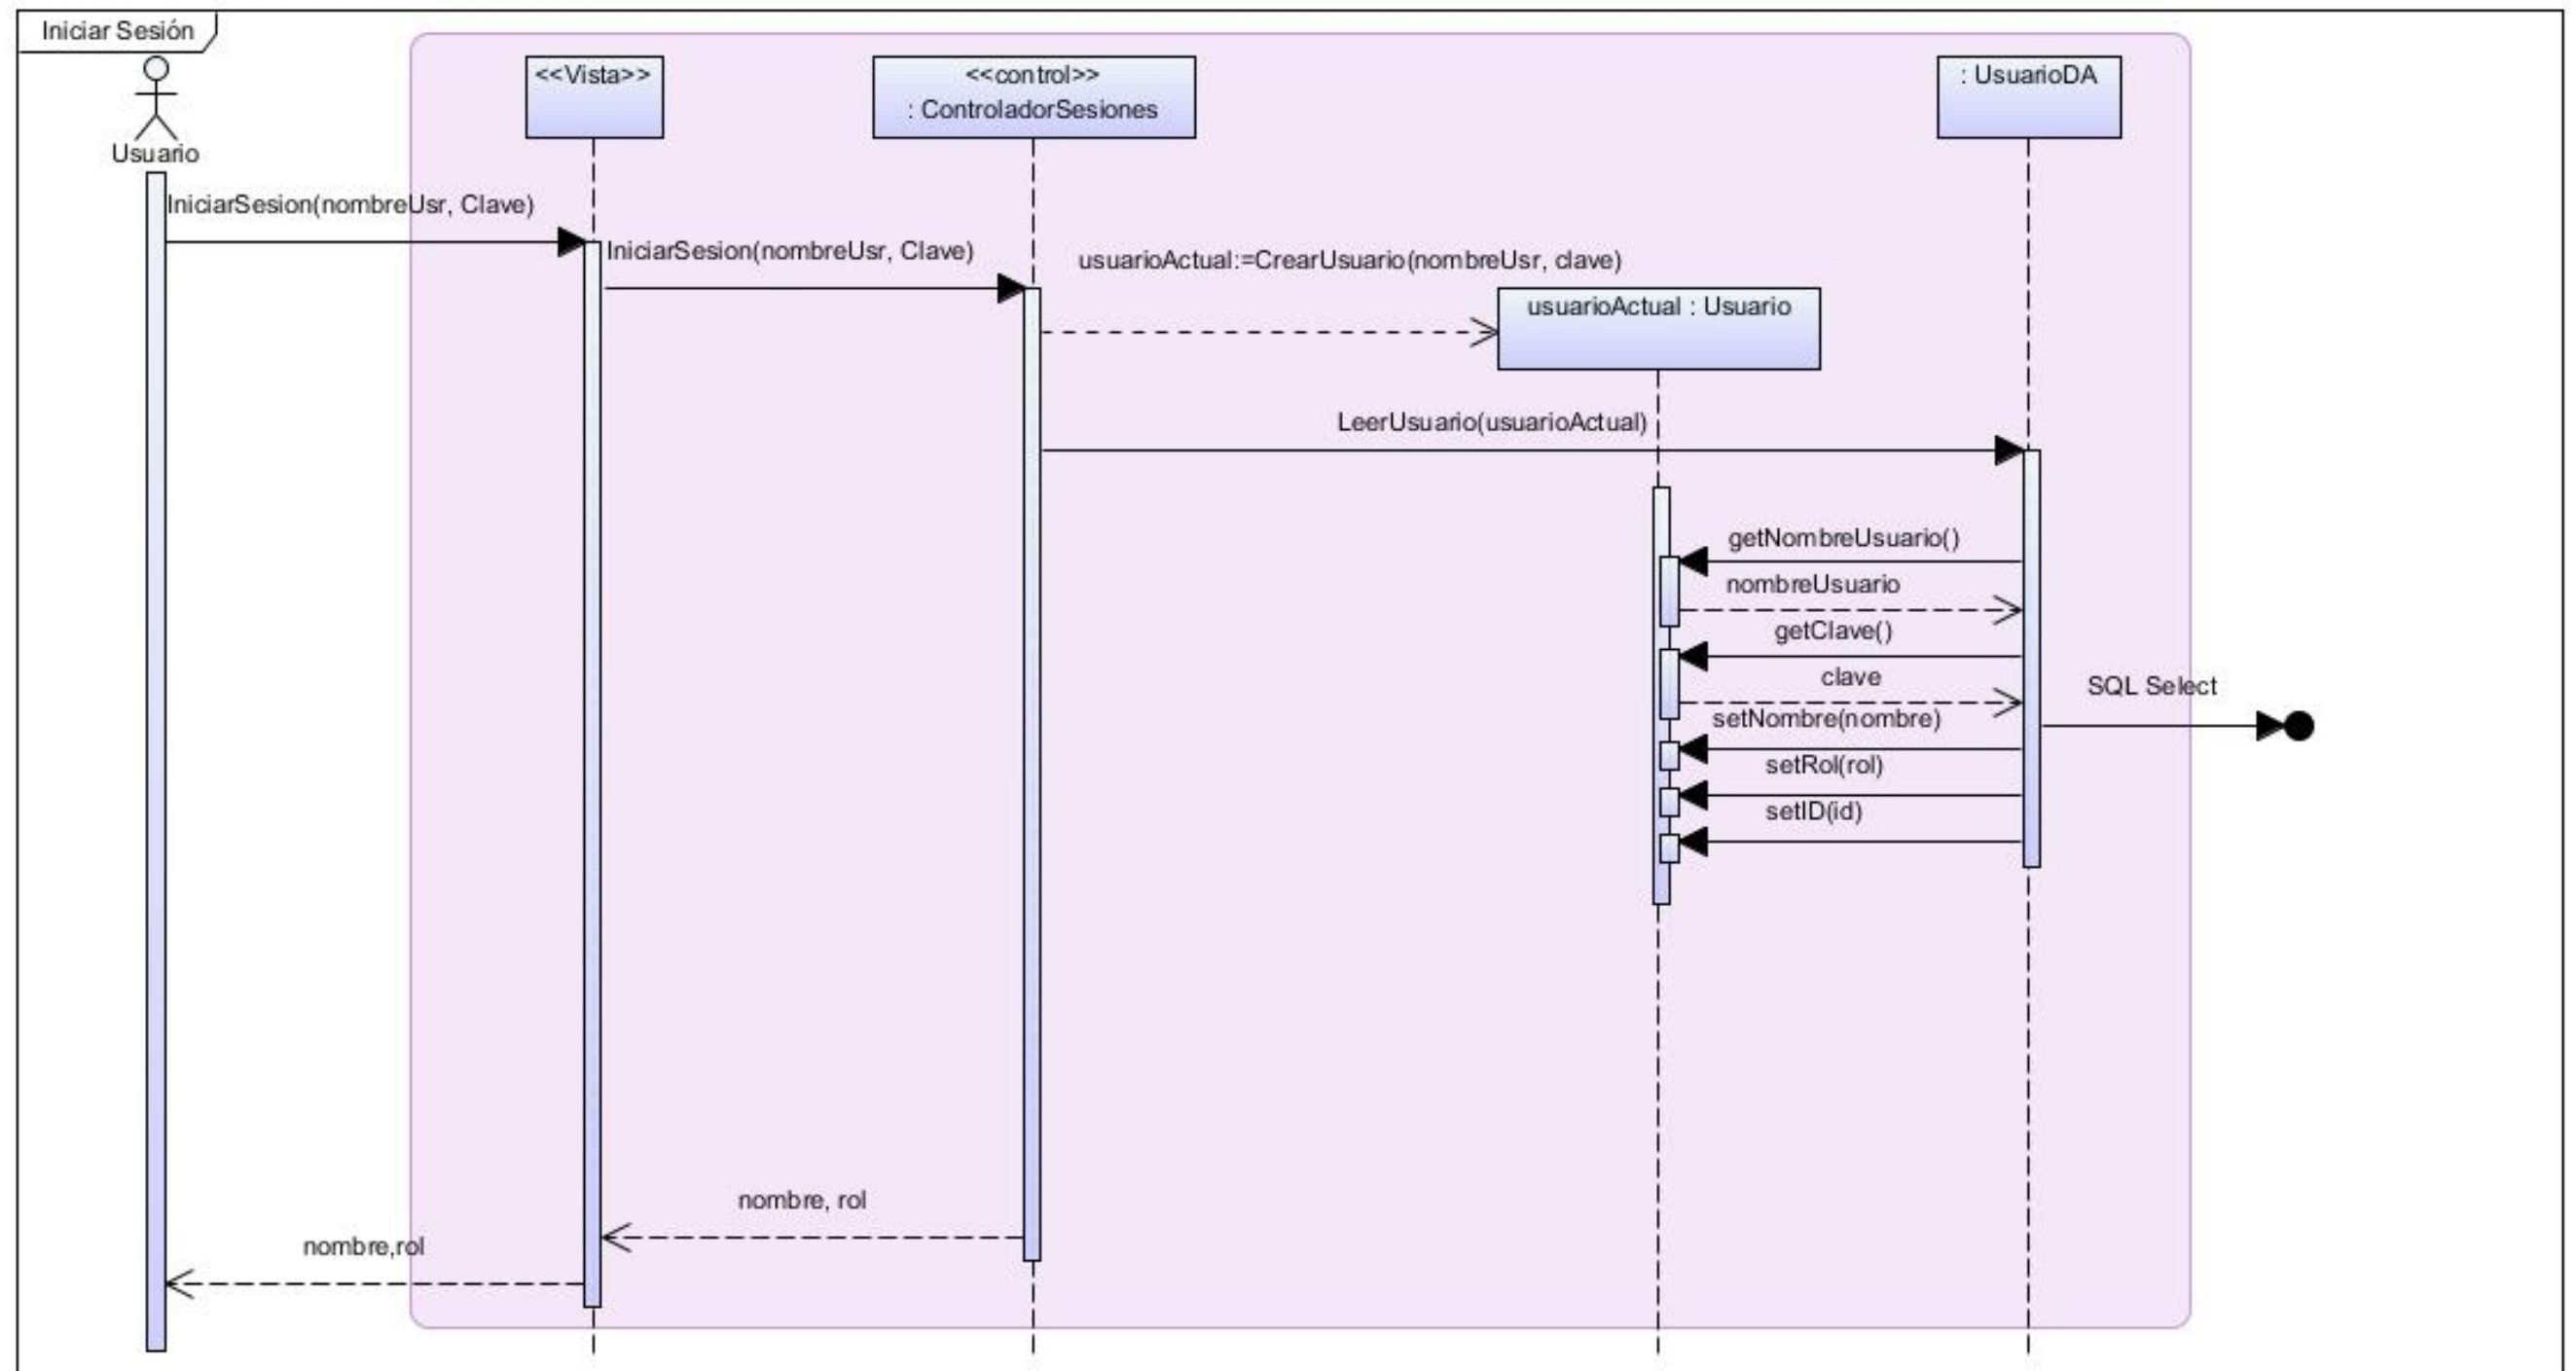 Iniciar Sesión
<<Vista>>
<<control>>
: ControladorSesiones
: UsuarioDA
Usuario
IniciarSesion(nombreUsr, Clave)
IniciarSesion(nombreUsr, Clave)
usuarioActual:=CrearUsuario(nombreUsr, clave)
usuarioActual : Usuario
LeerUsuario(usuarioActual)
getNombreUsuario()
nombreUsuario
getClave()
clave
SQL Select
setNombre(nombre)
setRol(rol)
setID(id)
nombre, rol
nombre,rol